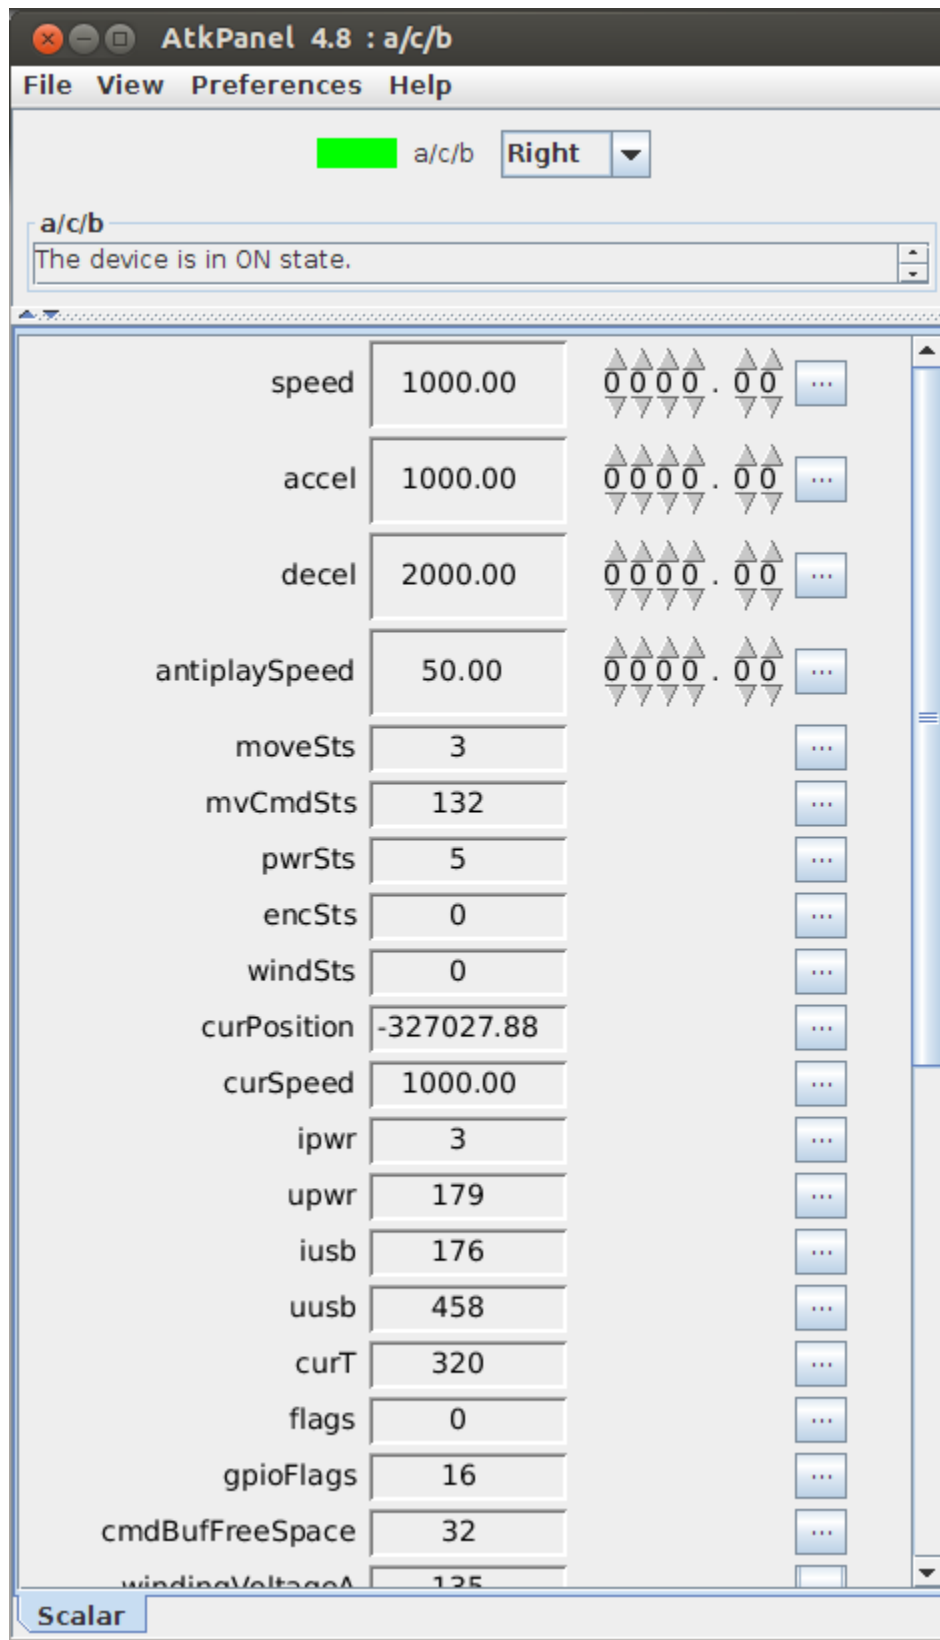 AtkPanel 4.8 : a/c/b
File View Preferences Help
a/c/b Right
a/c/b
The device is in ON state.
speed 1000.00 0000.00 ...
accel 1000.00 0000.00 ...
decel 2000.00 0000.00 ...
antiplaySpeed 50.00 0000.00 ...
moveSts 3 ...
mvCmdSts 132 ...
pwrSts 5 ...
encSts 0 ...
windSts 0 ...
curPosition -327027.88 ...
curSpeed 1000.00 ...
ipwr 3 ...
upwr 179 ...
iusb 176 ...
uusb 458 ...
curT 320 ...
flags 0 ...
gpioFlags 16 ...
cmdBufFreeSpace 32 ...
windingVoltageA 135
Scalar